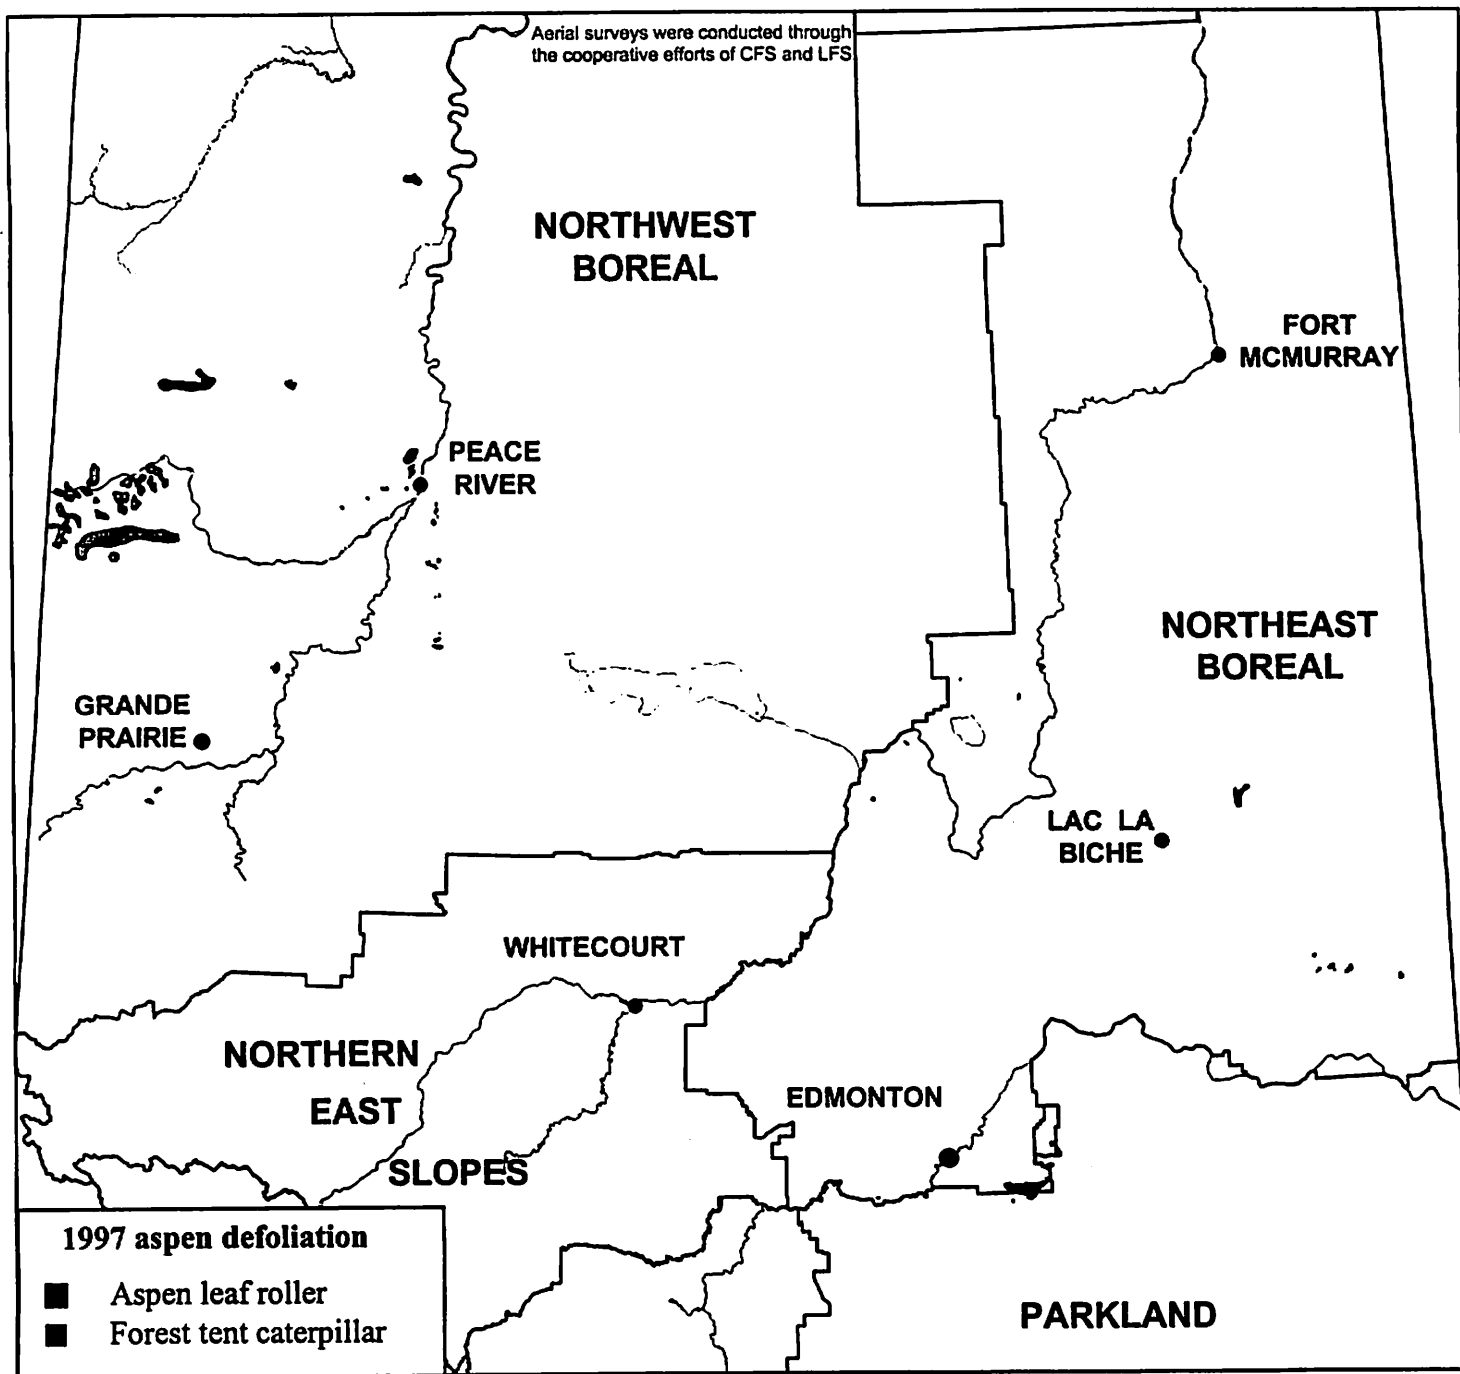 Aerial surveys were conducted through
the cooperative efforts of CFS and LFS
NORTHWEST
BOREAL
FORT
MCMURRAY
PEACE
RIVER
NORTHEAST
BOREAL
GRANDE
PRAIRIE
LAC LA
BICHE
WHITECOURT
NORTHERN
EAST
SLOPES
EDMONTON
PARKLAND
1997 aspen defoliation
Aspen leaf roller
Forest tent caterpillar